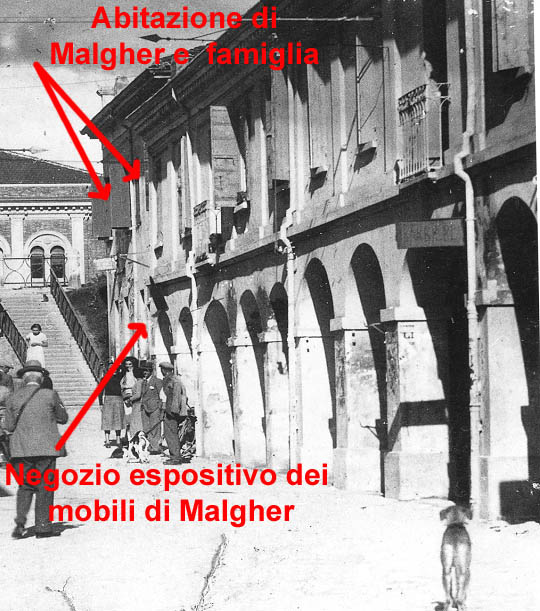 Abitazione di
Malgher e famiglia
Negozio espositivo dei
mobili di Malgher